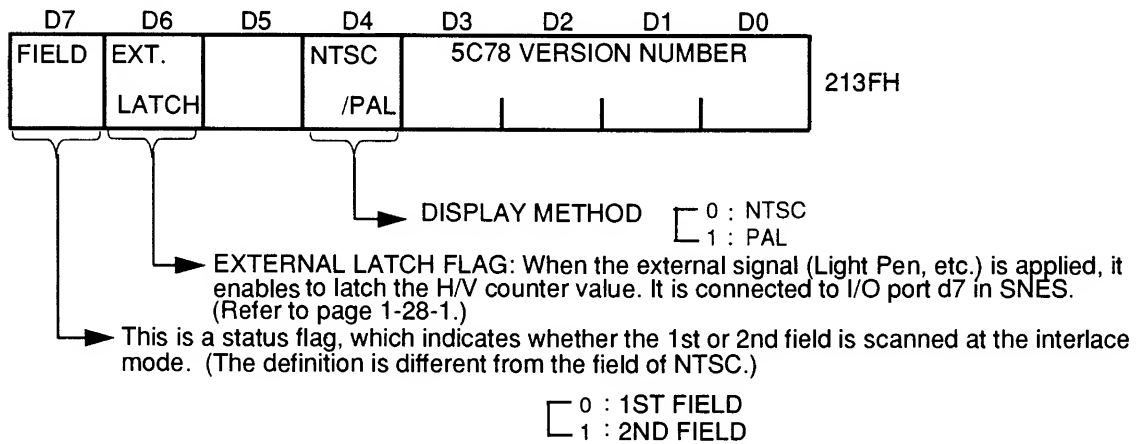 D7 D6 D5 D4 D3 D2 D1 D0
FIELD EXT. NTSC 5C78 VERSION NUMBER
LATCH /PAL
213FH
DISPLAY METHOD 0 : NTSC
1 : PAL
EXTERNAL LATCH FLAG: When the external signal (Light Pen, etc.) is applied, it
enables to latch the H/V counter value. It is connected to I/O port d7 in SNES.
(Refer to page 1-28-1.)
This is a status flag, which indicates whether the 1st or 2nd field is scanned at the interlace
mode. (The definition is different from the field of NTSC.)
0 : 1ST FIELD
1 : 2ND FIELD